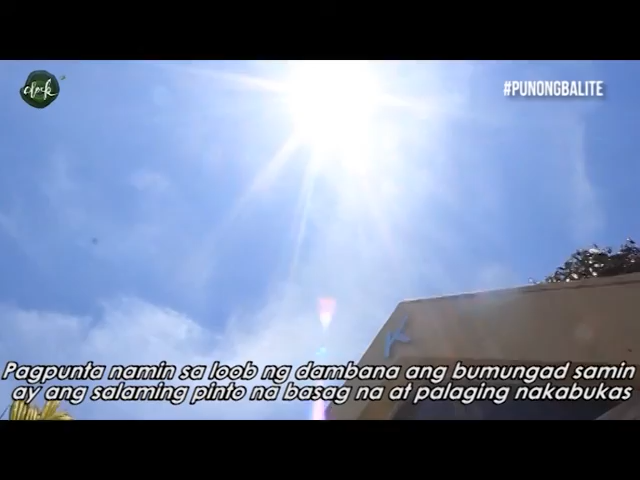 #PUNONGBALITE
Pagpunta namin sa loob ng dambana ang bumungad samin
ay ang salaming pinto na basag na at palaging nakabukas